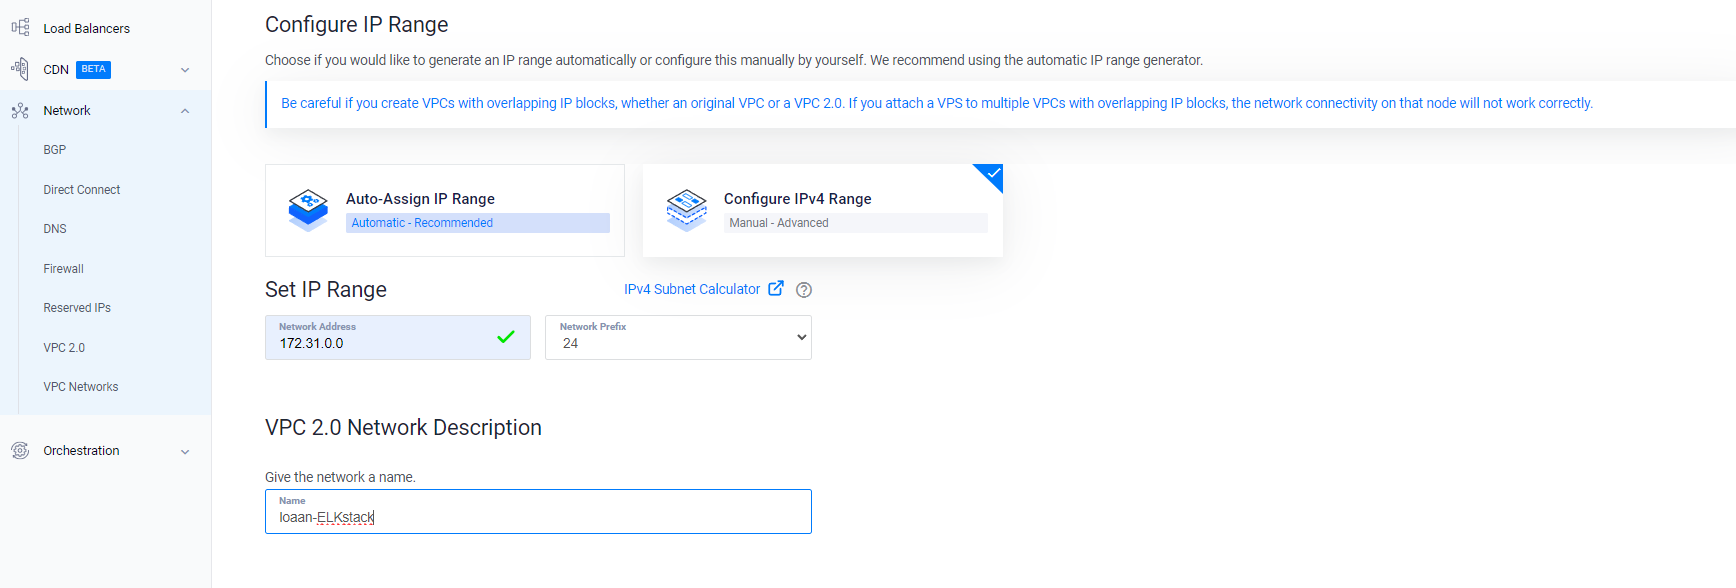 Load Balancers
CDN BETA
Network
BGP
Direct Connect
DNS
Firewall
Reserved IPs
VPC 2.0
VPC Networks
Orchestration
Configure IP Range
Choose if you would like to generate an IP range automatically or configure this manually by yourself. We recommend using the automatic IP range generator.
Be careful if you create VPCs with overlapping IP blocks, whether an original VPC or a VPC 2.0. If you attach a VPS to multiple VPCs with overlapping IP blocks, the network connectivity on that node will not work correctly.
Auto-Assign IP Range
Automatic - Recommended
Configure IPv4 Range
Manual - Advanced
Set IP Range
IPv4 Subnet Calculator
Network Address
172.31.0.0
Network Prefix
24
VPC 2.0 Network Description
Give the network a name.
Name
loaan-ELKstack